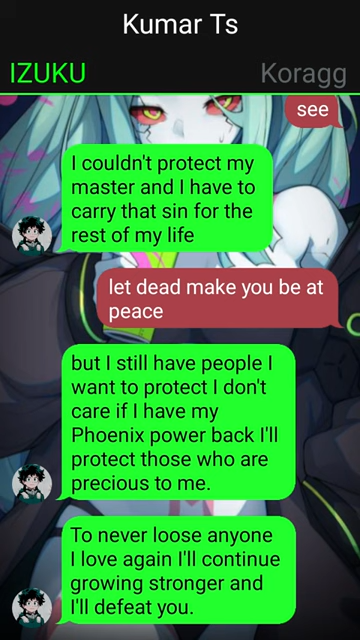 Kumar Ts
IZUKU
Koragg
see
I couldn't protect my
master and I have to
carry that sin for the
rest of my life
let dead make you be at
peace
but I still have people I
want to protect I don't
care if I have my
Phoenix power back I'll
protect those who are
precious to me.
To never loose anyone
I love again I'll continue
growing stronger and
I'll defeat you.